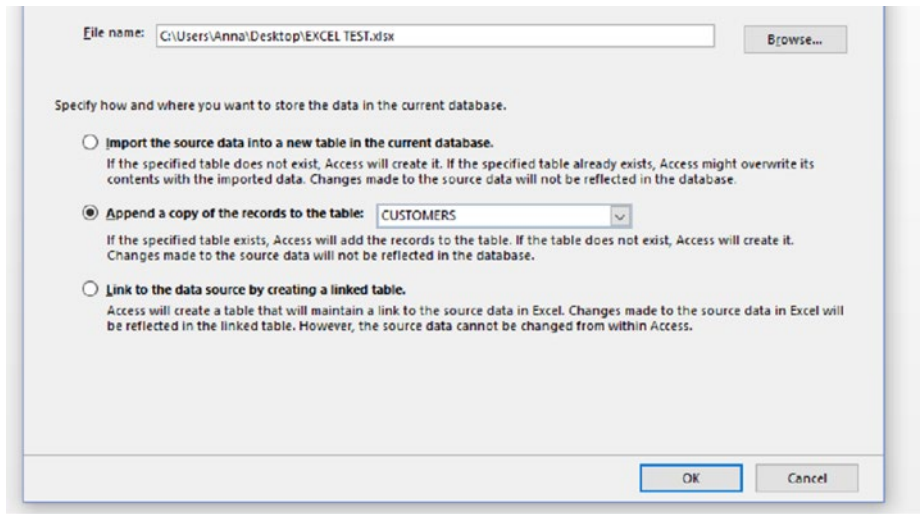 File name: C:\Users\Anna\Desktop\EXCEL TEST.xlsx Browse...
Specify how and where you want to store the data in the current database.
Import the source data into a new table in the current database.
If the specified table does not exist, Access will create it. If the specified table already exists, Access might overwrite its
contents with the imported data. Changes made to the source data will not be reflected in the database.
Append a copy of the records to the table: CUSTOMERS
If the specified table exists, Access will add the records to the table. If the table does not exist, Access will create it.
Changes made to the source data will not be reflected in the database.
Link to the data source by creating a linked table.
Access will create a table that will maintain a link to the source data in Excel. Changes made to the source data in Excel will
be reflected in the linked table. However, the source data cannot be changed from within Access.
OK Cancel